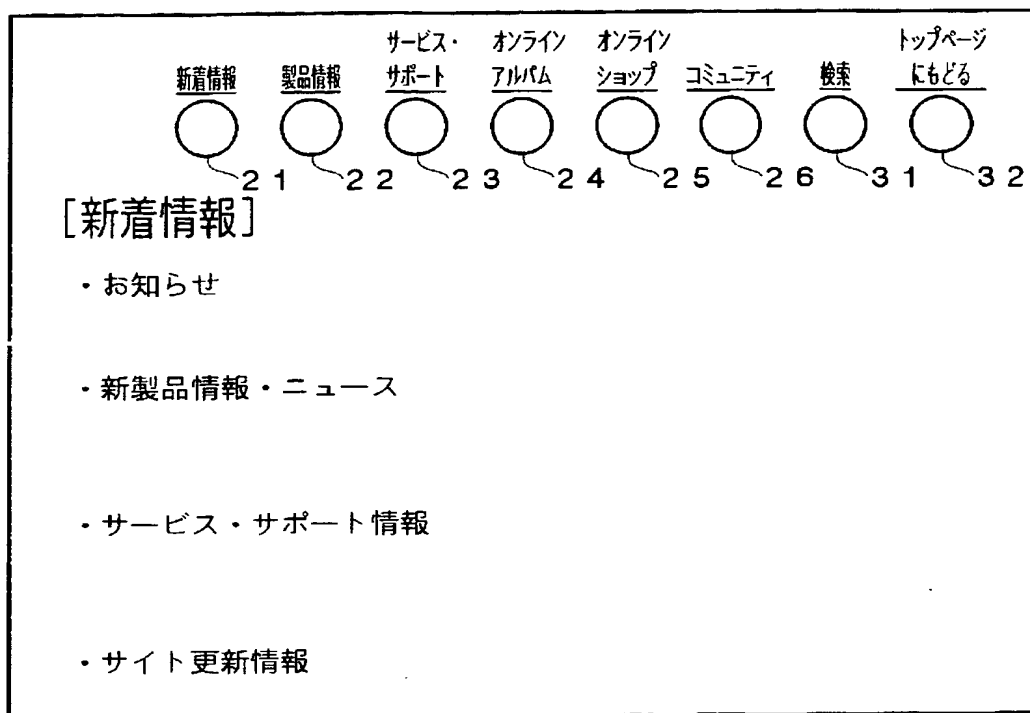 サービス・ オンライン オンライン トップページ
新着情報 製品情報 サポート アルバム ショップ コミュニティ 検索 にもどる
21 22 23 24 25 26 31 32
[新着情報]
・お知らせ
・新製品情報・ニュース
・サービス・サポート情報
・サイト更新情報